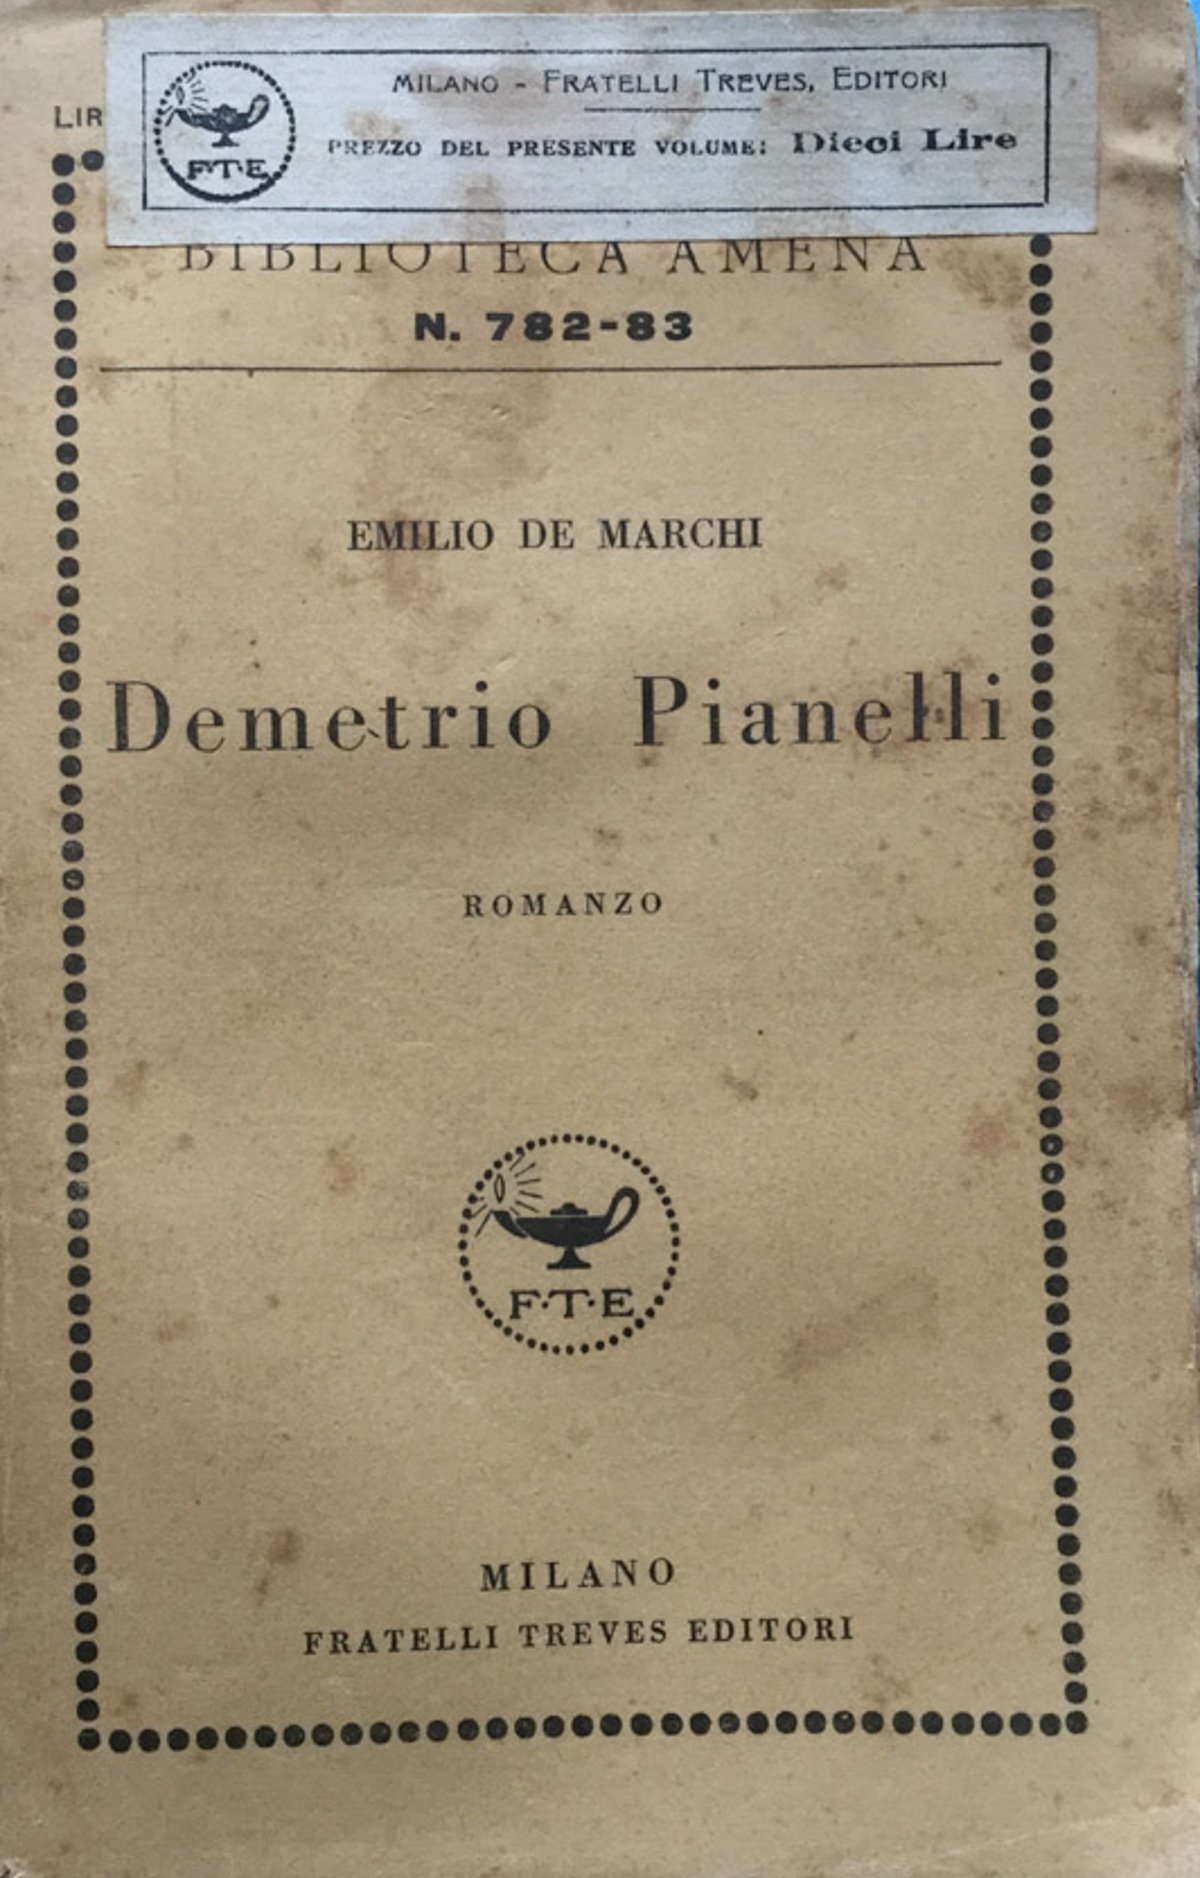 MILANO - FRATELLI TREVES, EDITORI
PREZZO DEL PRESENTE VOLUME: Dieci Lire
F·T·E
LIR
BIBLIOTECA AMENA
N. 782-83
EMILIO DE MARCHI
Demetrio Pianelli
ROMANZO
F·T·E
MILANO
FRATELLI TREVES EDITORI